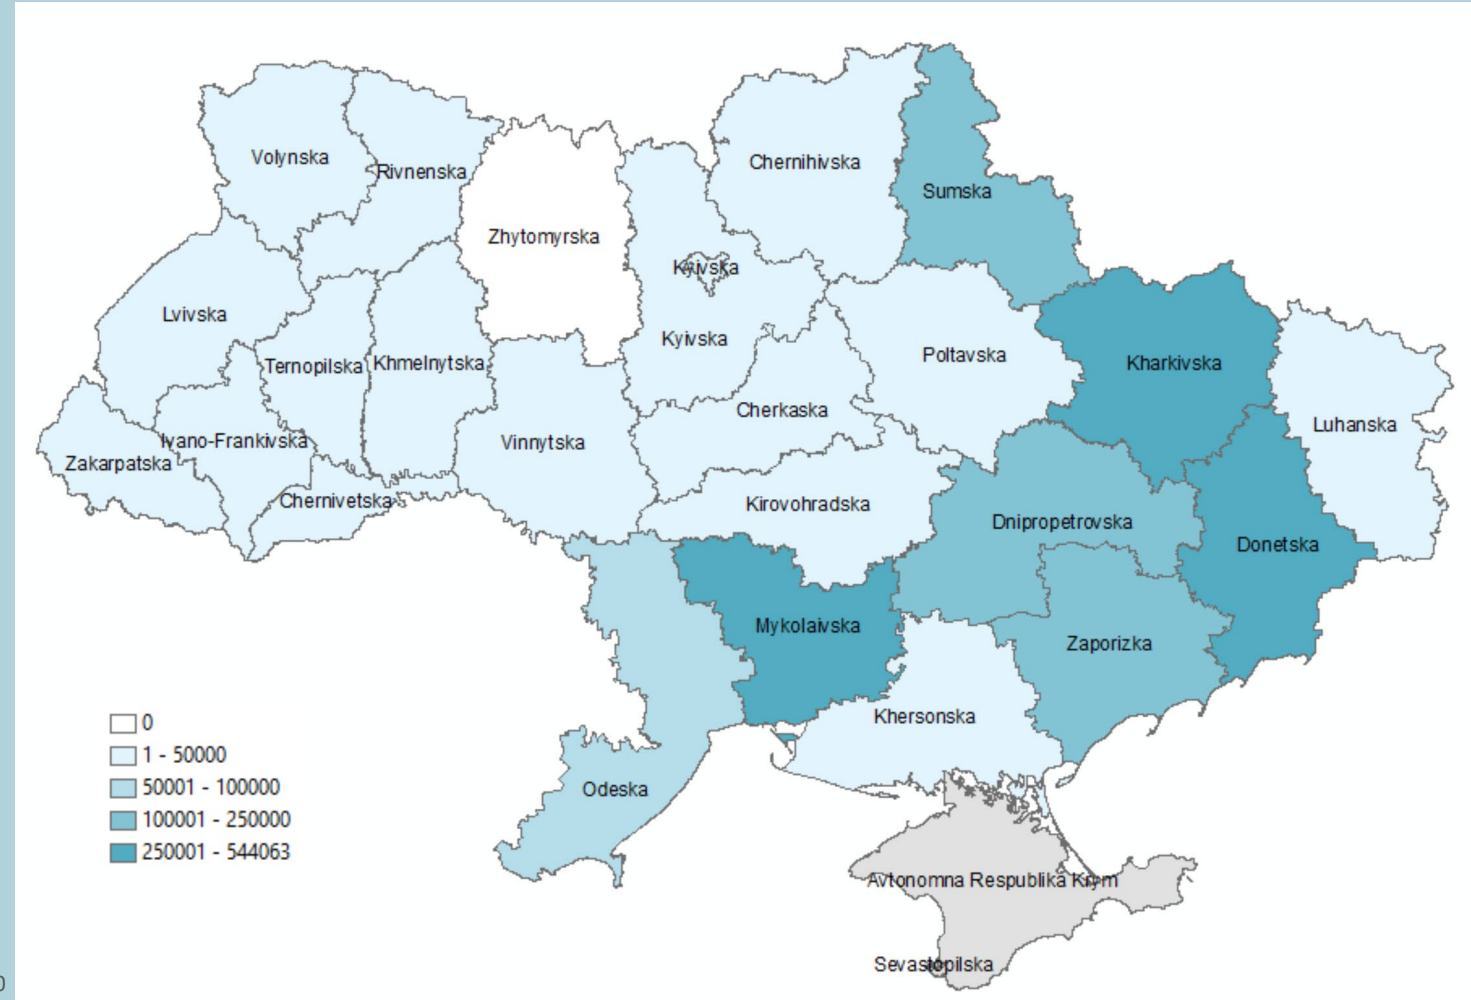 Volynska
Rivnenska
Zhytomyrska
Chernihivska
Sumska
Kyivska
Kyivska
Lvivska
Ternopilska
Khmelnytska
Poltavska
Kharkivska
Cherkaska
Luhanska
Ivano-Frankivska
Zakarpatska
Vinnytska
Chernivetska
Kirovohradska
Dnipropetrovska
Donetska
Mykolaivska
Zaporizka
Khersonska
Odeska
Avtonomna Respublika Krym
Sevastopilska
0
1 - 50000
50001 - 100000
100001 - 250000
250001 - 544063